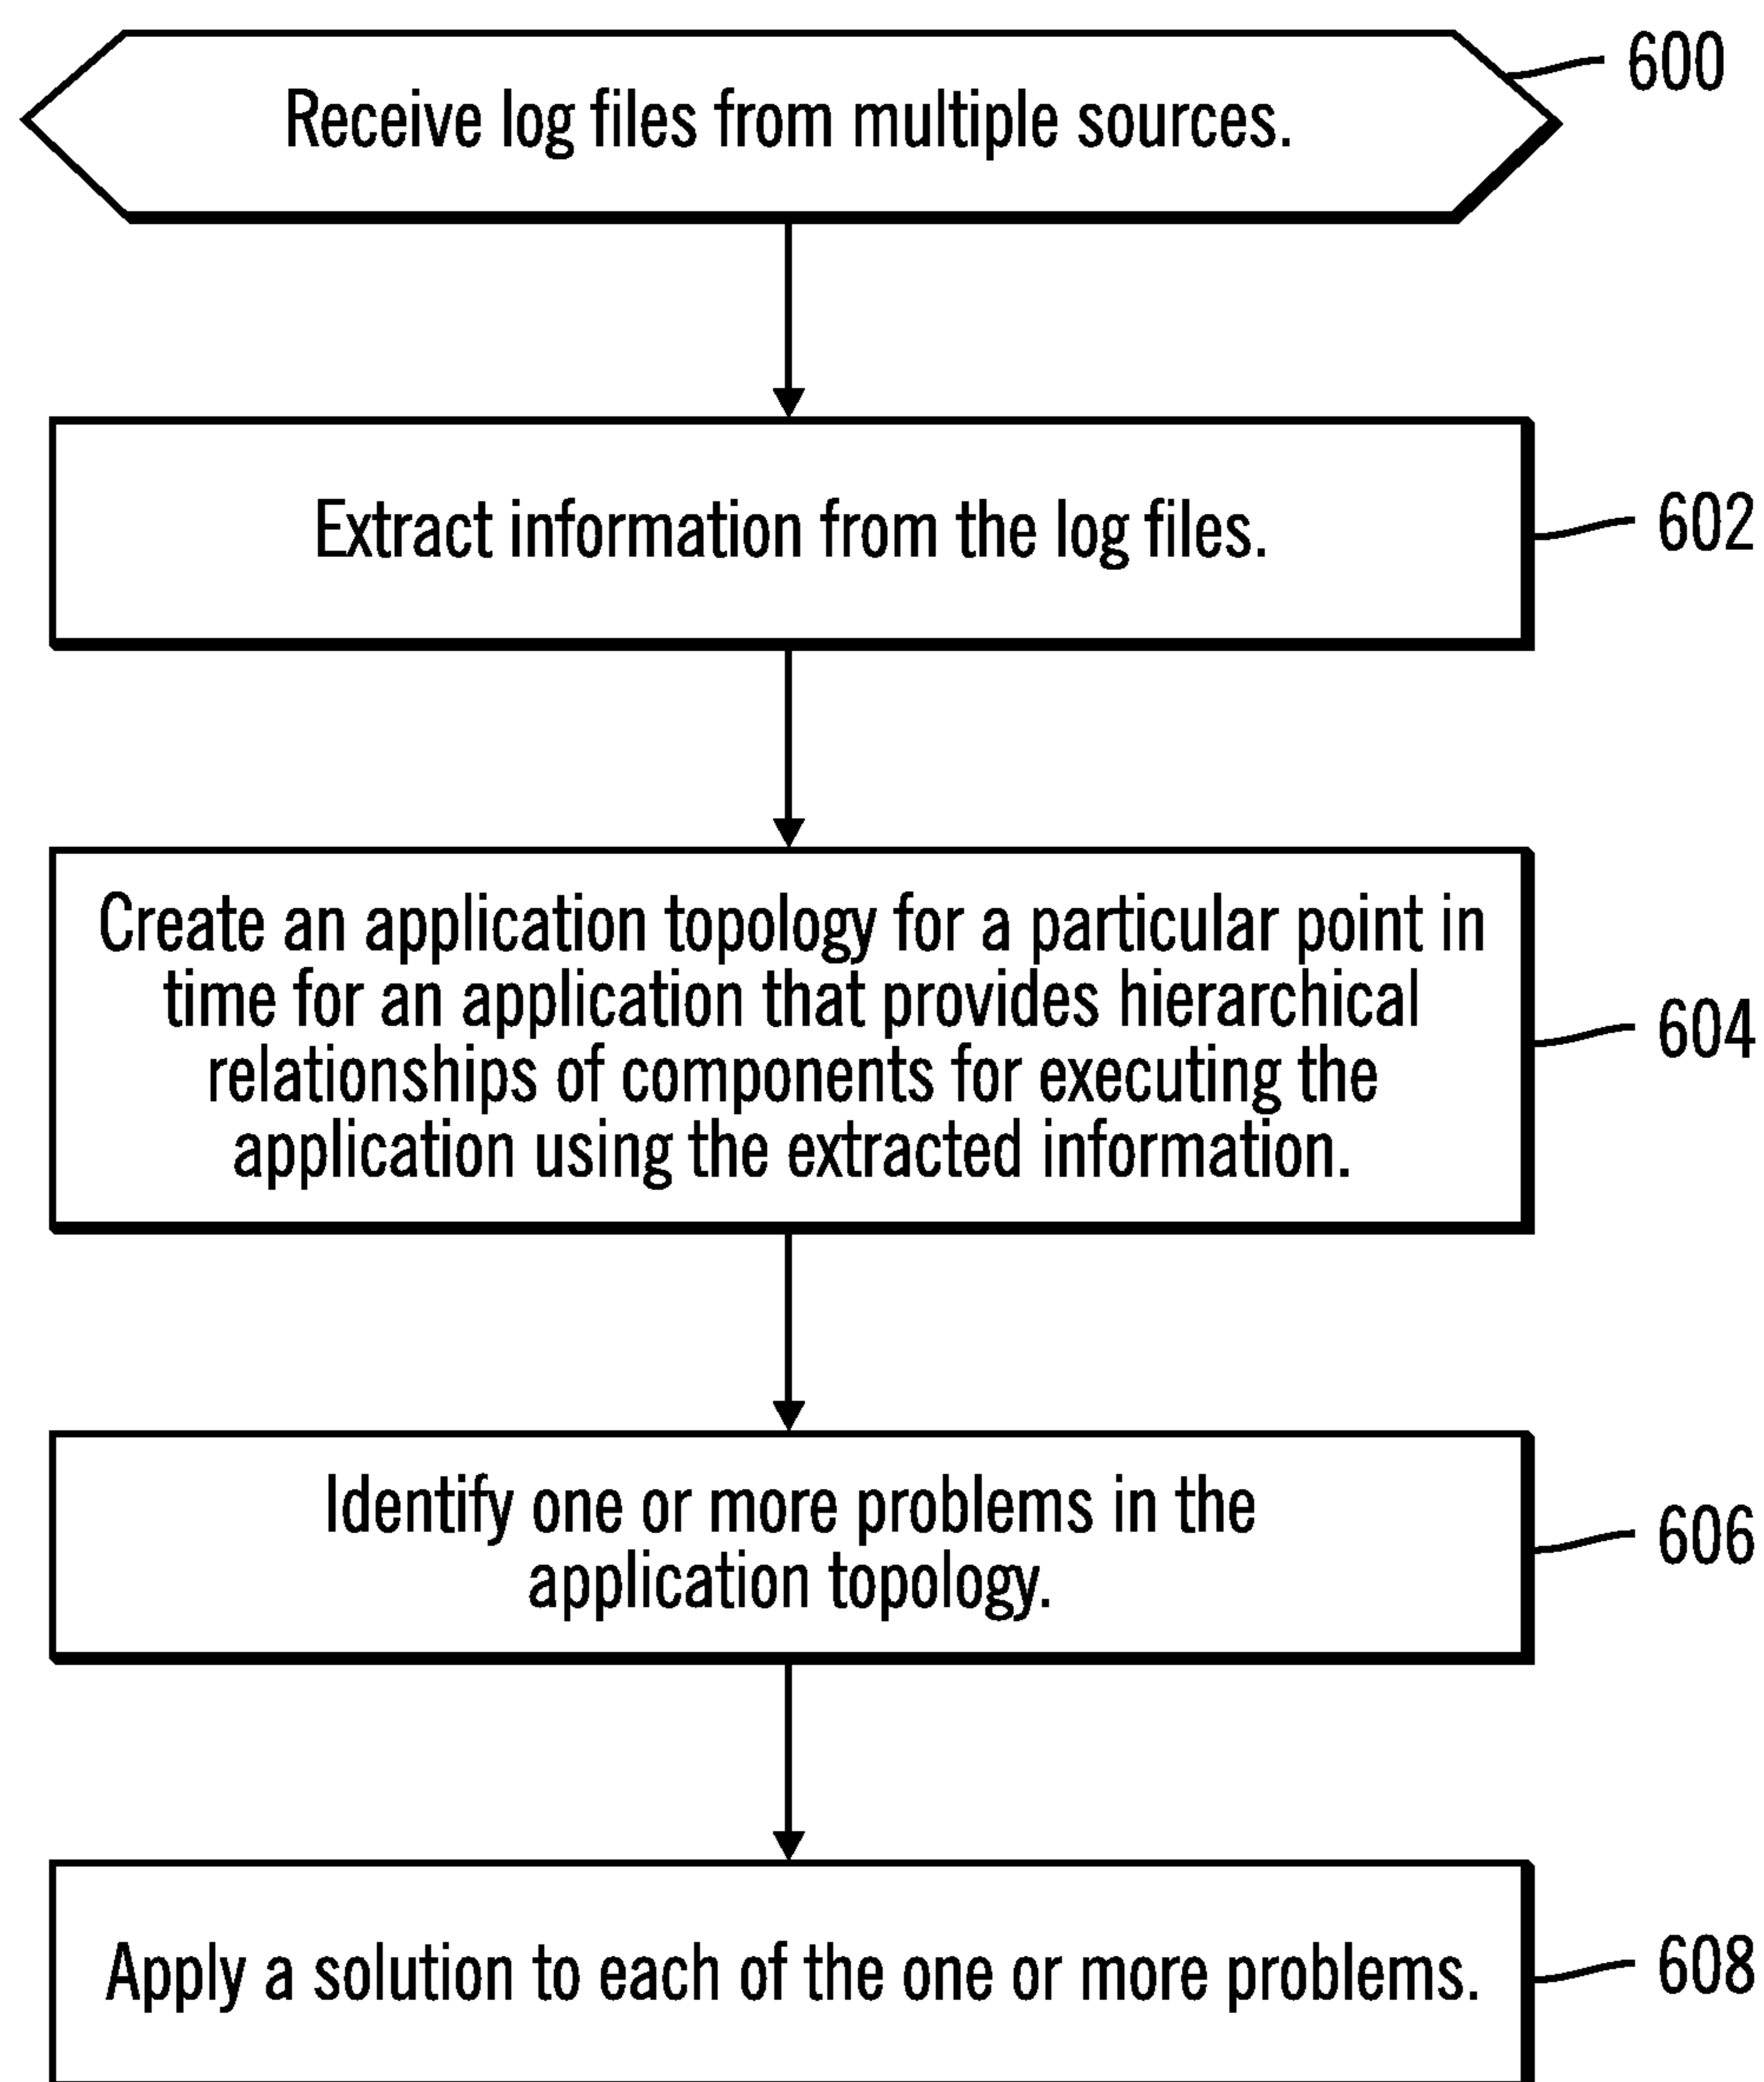 Receive log files from multiple sources.
600
Extract information from the log files.
602
Create an application topology for a particular point in
time for an application that provides hierarchical
relationships of components for executing the
application using the extracted information.
604
Identify one or more problems in the
application topology.
606
Apply a solution to each of the one or more problems.
608